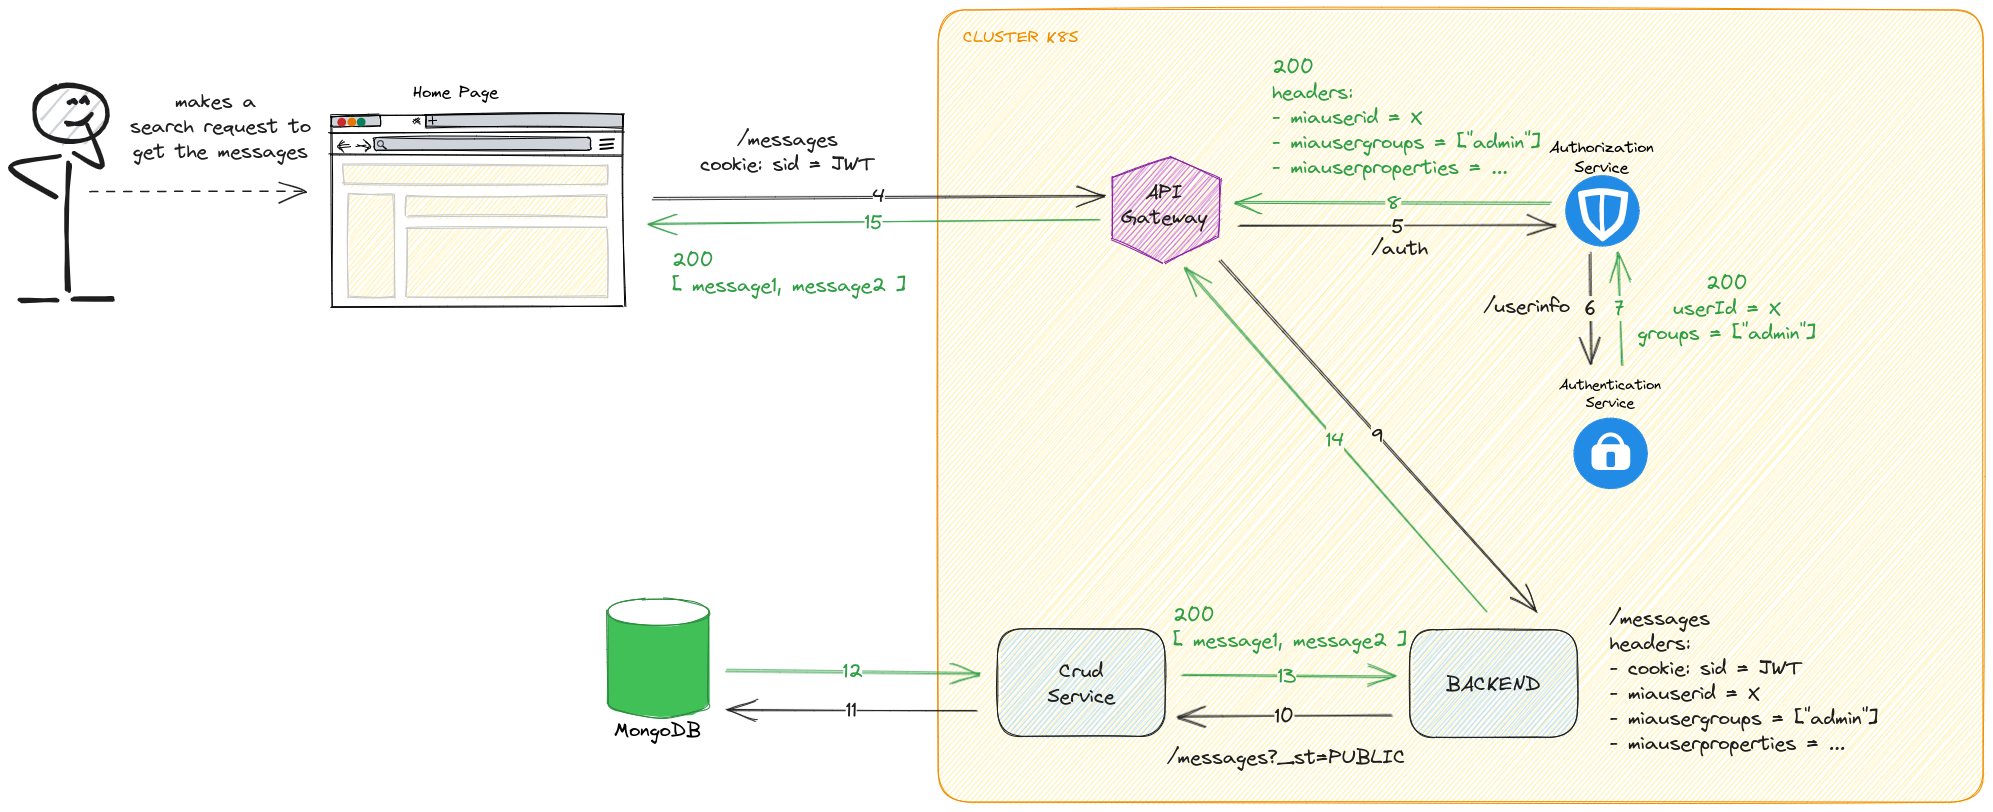 CLUSTER K8S
makes a
search request to
get the messages
Home Page
/messages
cookie: sid = JWT
4
15
200
[ message1, message2 ]
API
Gateway
200
headers:
- miauserid = X
- miausergroups = ["admin"]
- miauserproperties = ...
8
5
/auth
Authorization
Service
/userinfo
6
7
200
userId = X
groups = ["admin"]
Authentication
Service
14
9
MongoDB
12
11
Crud
Service
200
[ message1, message2 ]
13
10
/messages?_st=PUBLIC
BACKEND
/messages
headers:
- cookie: sid = JWT
- miauserid = X
- miausergroups = ["admin"]
- miauserproperties = ...